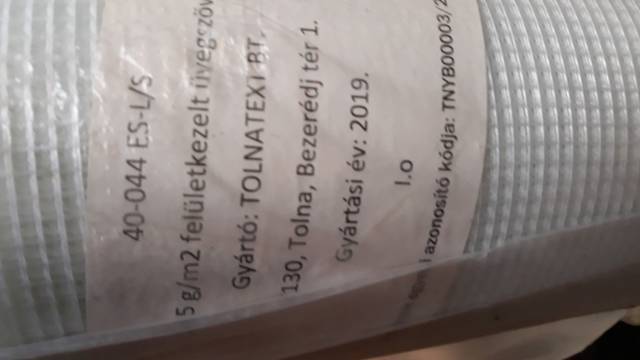 40-044 ES-L/S
5 g/m2 felületkezelt üvegszöv
Gyártó: TOLNATEXT BT.
130, Tolna, Bezerédj tér 1.
Gyártási év: 2019.
I.o
azonosító kódja: TNYB00003/2